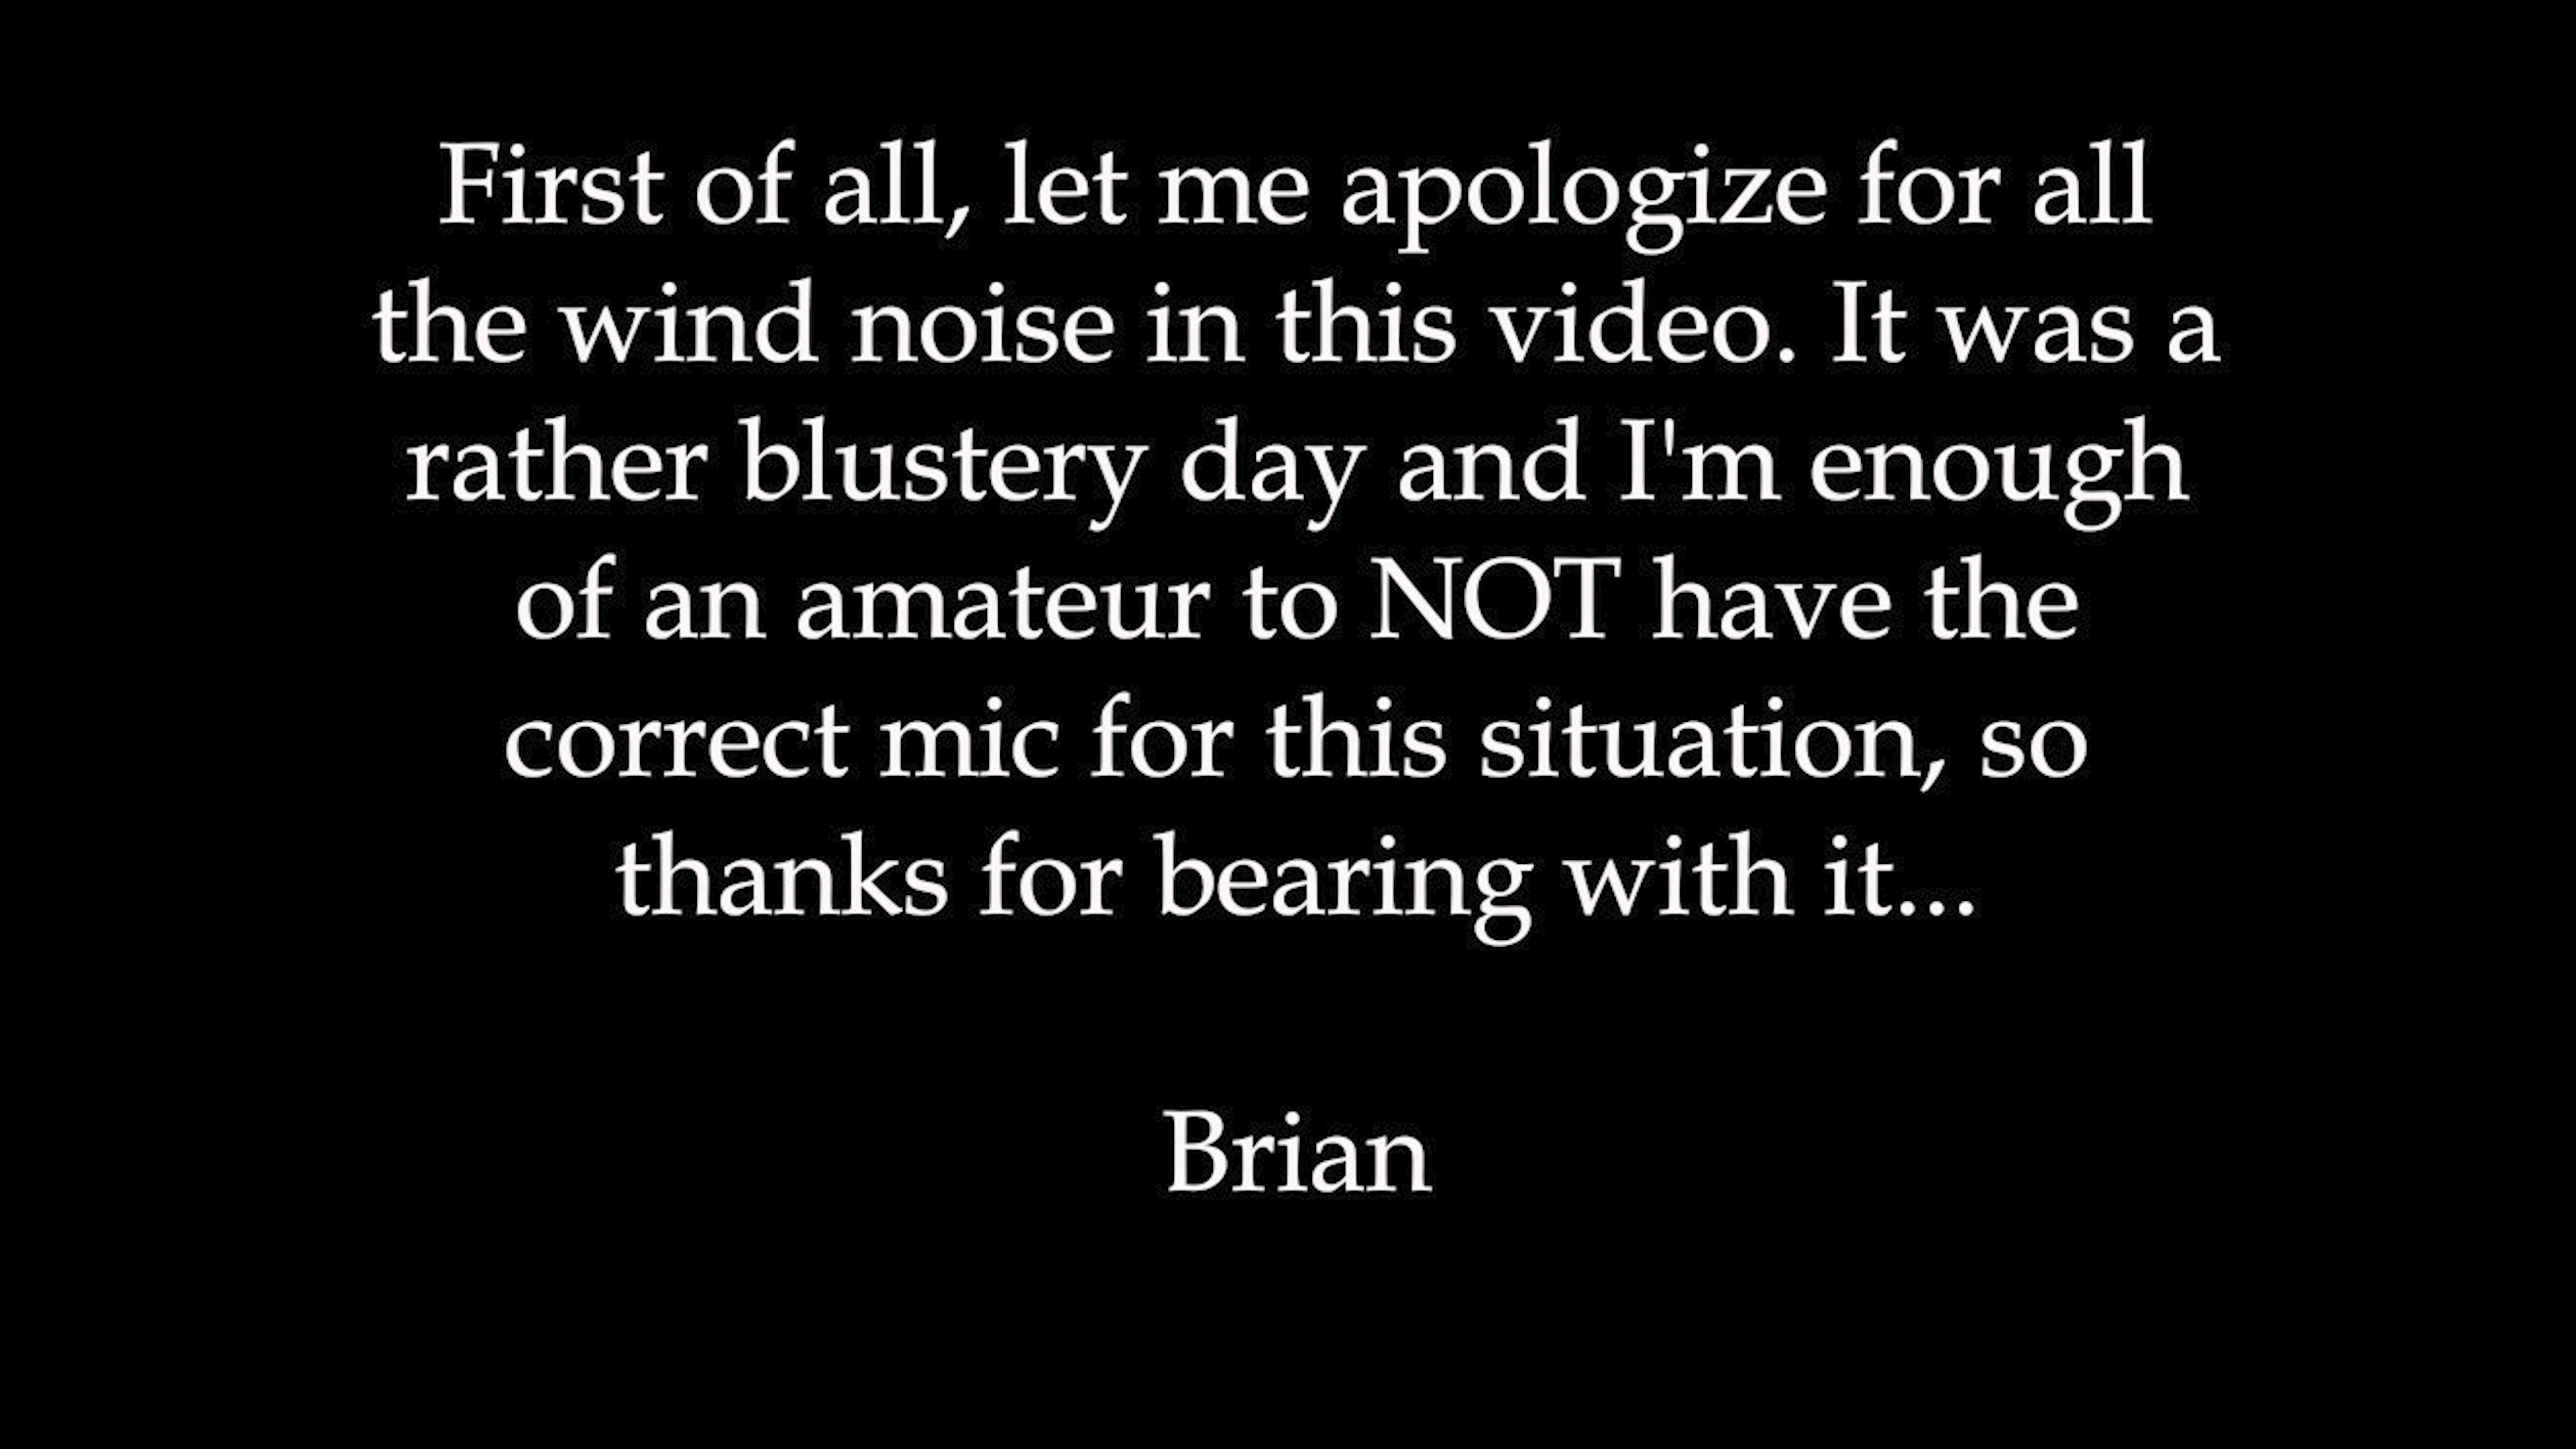 First of all, let me apologize for all
the wind noise in this video. It was a
rather blustery day and I'm enough
of an amateur to NOT have the
correct mic for this situation, so
thanks for bearing with it...
Brian